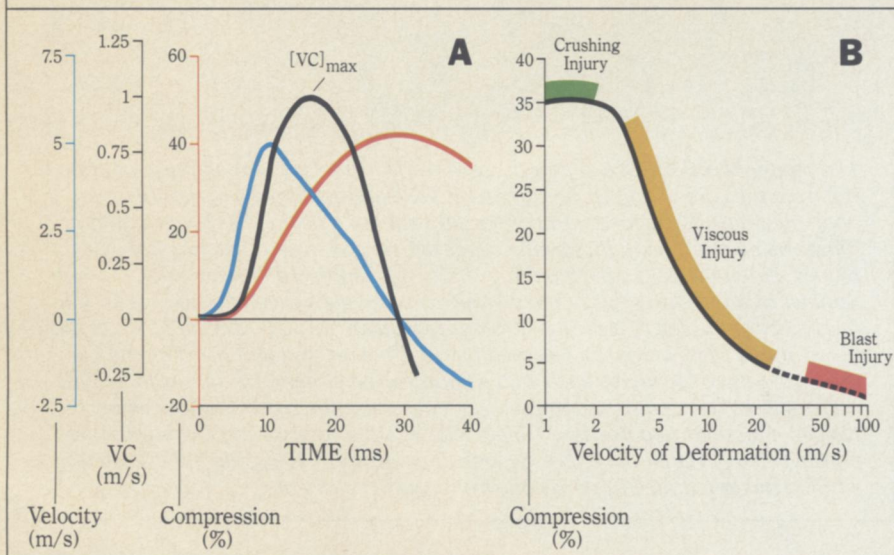 A
[VC]max
7.5
5
2.5
0
-2.5
Velocity
(m/s)
1.25
1
0.75
0.5
0.25
0
-0.25
VC
(m/s)
60
40
20
0
-20
Compression
(%)
0
10
20
30
40
TIME (ms)
B
Crushing
Injury
Viscous
Injury
Blast
Injury
40
35
30
25
20
15
10
5
0
Compression
(%)
1
2
5
10
20
50
100
Velocity of Deformation (m/s)